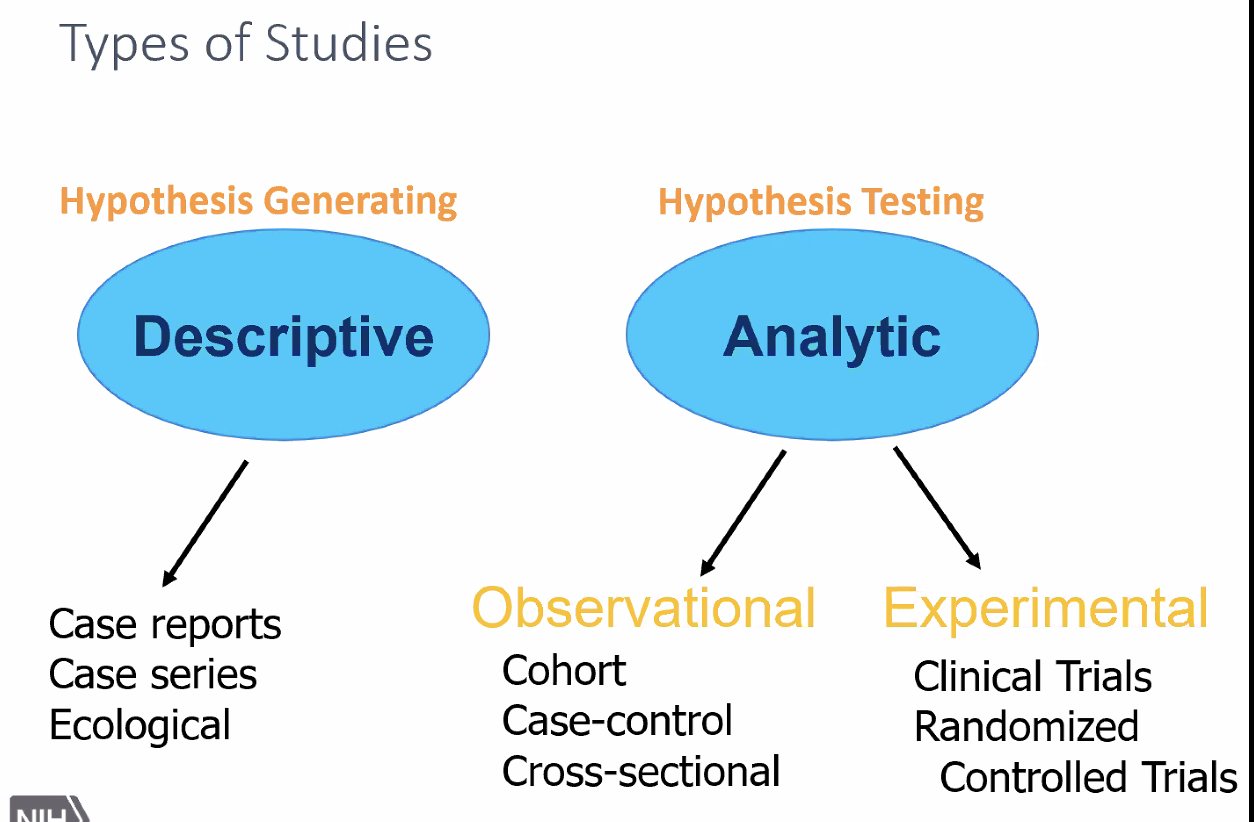 Types of Studies
Hypothesis Generating
Descriptive
Case reports
Case series
Ecological
Hypothesis Testing
Analytic
Observational
Cohort
Case-control
Cross-sectional
Experimental
Clinical Trials
Randomized
Controlled Trials
NIH